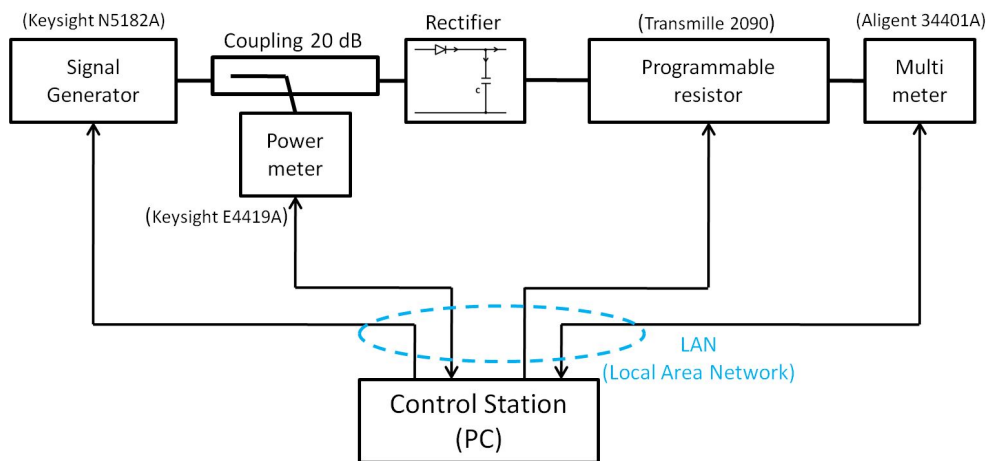 (Keysight N5182A)
Signal
Generator
Coupling 20 dB
Power
meter
(Keysight E4419A)
Rectifier
C
(Transmille 2090)
Programmable
resistor
(Aligent 34401A)
Multi
meter
LAN
(Local Area Network)
Control Station
(PC)